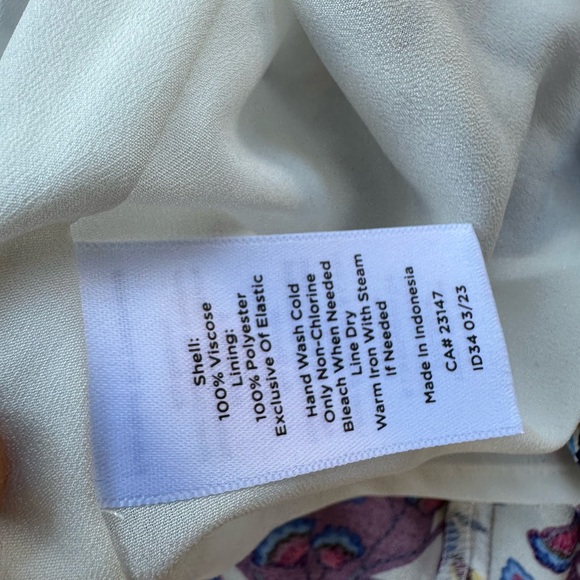 Shell:
100% Viscose
Lining:
100% Polyester
Exclusive Of Elastic
Hand Wash Cold
Only Non-Chlorine
Bleach When Needed
Line Dry
Warm Iron With Steam
If Needed
Made In Indonesia
CA# 23147
ID34 03/23